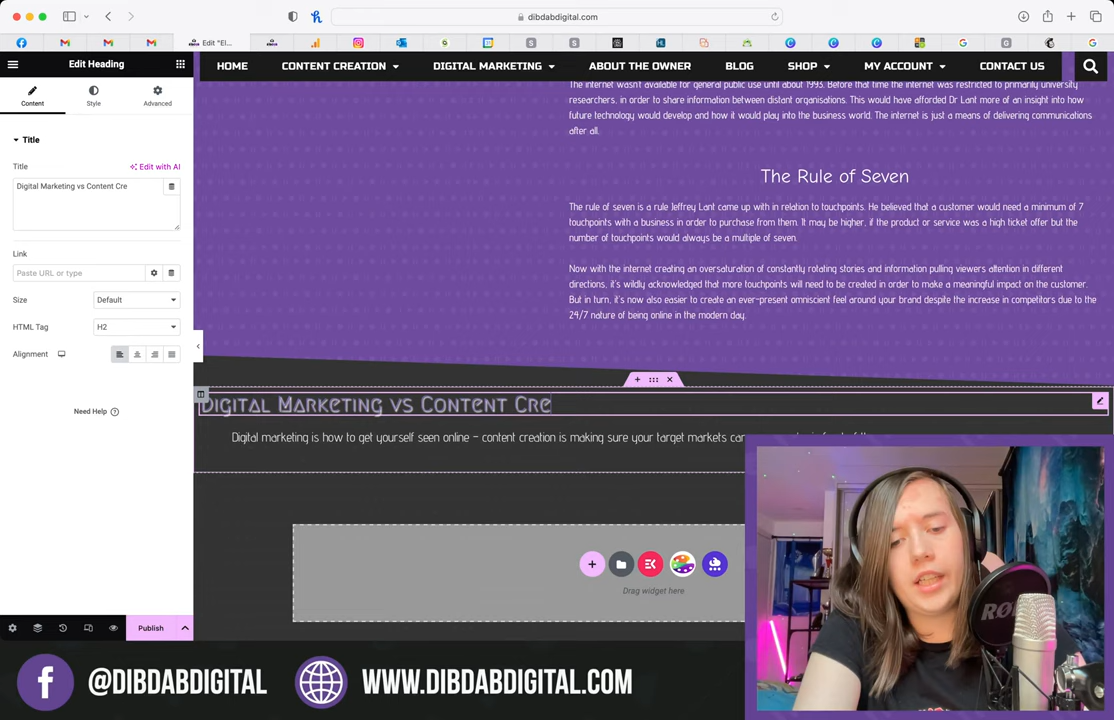 dibdabdigital.com
Edit "El...
Edit Heading
HOME
CONTENT CREATION
DIGITAL MARKETING
ABOUT THE OWNER
BLOG
SHOP
MY ACCOUNT
CONTACT US
Content
Style
Advanced
Title
Title
Edit with AI
Digital Marketing vs Content Cre
Link
Paste URL or type
Size
Default
HTML Tag
H2
Alignment
Need Help
Publish
The internet wasn't available for general public use until about 1993. Before that time the internet was restricted to primarily university
researchers, in order to share information between distant organisations. This would have afforded Dr Lant more of an insight into how
future technology would develop and how it would play into the business world. The internet is just a means of delivering communications
after all.
The Rule of Seven
The rule of seven is a rule Jeffrey Lant came up with in relation to touchpoints. He believed that a customer would need a minimum of 7
touchpoints with a business in order to purchase from them. It may be higher, if the product or service was a high ticket offer but the
number of touchpoints would always be a multiple of seven.
Now with the internet creating an oversaturation of constantly rotating stories and information pulling viewers attention in different
directions, it's wildly acknowledged that more touchpoints will need to be created in order to make a meaningful impact on the customer.
But in turn, it's now also easier to create an ever-present omniscient feel around your brand despite the increase in competitors due to the
24/7 nature of being online in the modern day.
Digital Marketing vs Content Cre
Digital marketing is how to get yourself seen online – content creation is making sure your target markets can
Drag widget here
RØDE
@DIBDABDIGITAL
WWW.DIBDABDIGITAL.COM